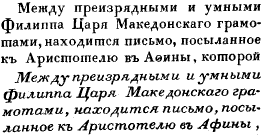 Между преизрядными и умными
Филиппа Царя Македонскаго грамо-
тами, находится письмо, посыланное
къ Аристотелю въ Аѳины, которой
Между преизрядными и умными
Филиппа Царя Македонскаго гра-
мотами, находится письмо, посы-
ланное къ Аристотелю въ Афины,